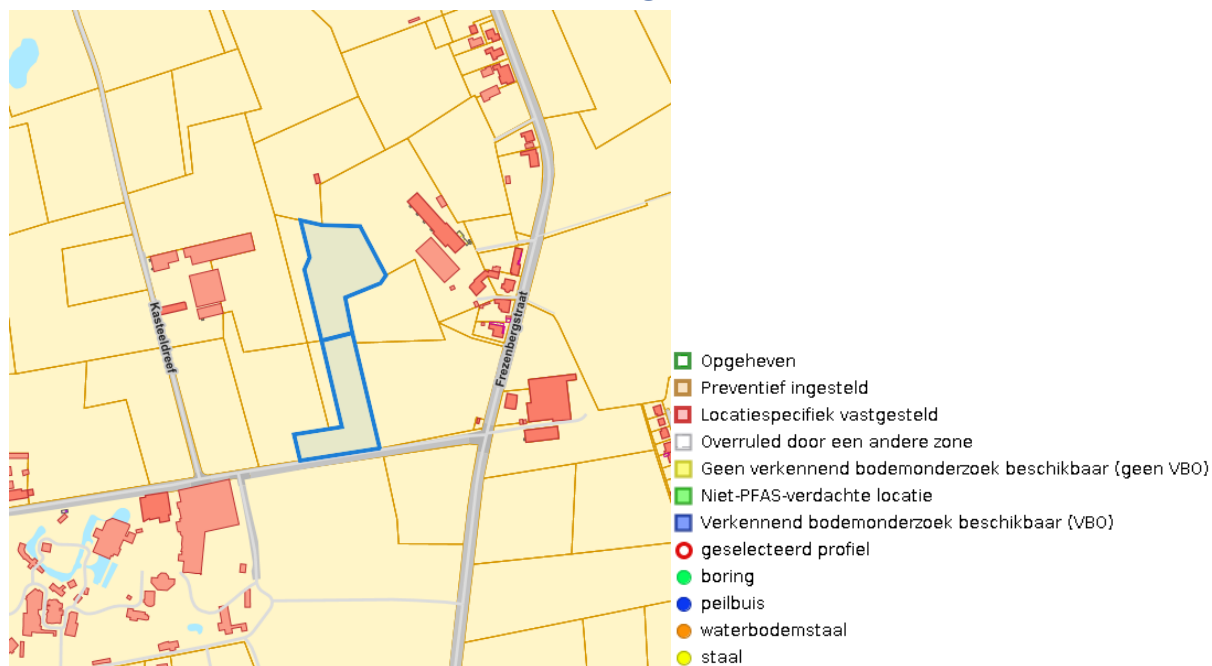 Kasteeldreef
Frezenbergstraat
Opgeheven
Preventief ingesteld
Locatiespecifiek vastgesteld
Overruled door een andere zone
Geen verkennend bodemonderzoek beschikbaar (geen VBO)
Niet-PFAS-verdachte locatie
Verkennend bodemonderzoek beschikbaar (VBO)
geselecteerd profiel
boring
peilbuis
waterbodemstaal
staal